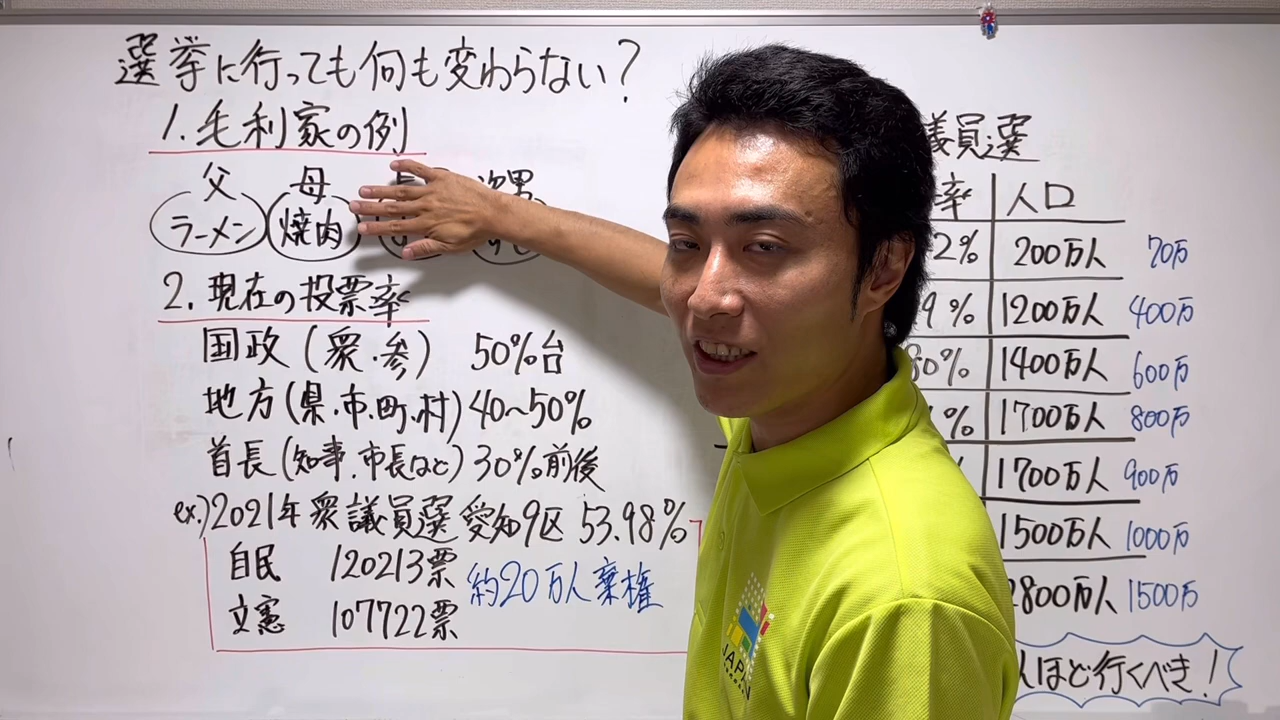 選挙に行っても何も変わらない？
1. 毛利家の例
父 母 次男
ラーメン 焼肉
2. 現在の投票率
国政（衆・参） 50%台
地方（県・市・町・村）40〜50%
首長（知事・市長など）30%前後
ex.)2021年衆議員選 愛知9区 53.98%
自民 120213票
立憲 107722票
約20万人棄権
議員選
率 人口
2% 200万人 70万
9% 1200万人 400万
80% 1400万人 600万
% 1700万人 800万
1700万人 900万
1500万人 1000万
2800万人 1500万
人ほど行くべき！
JAPAN